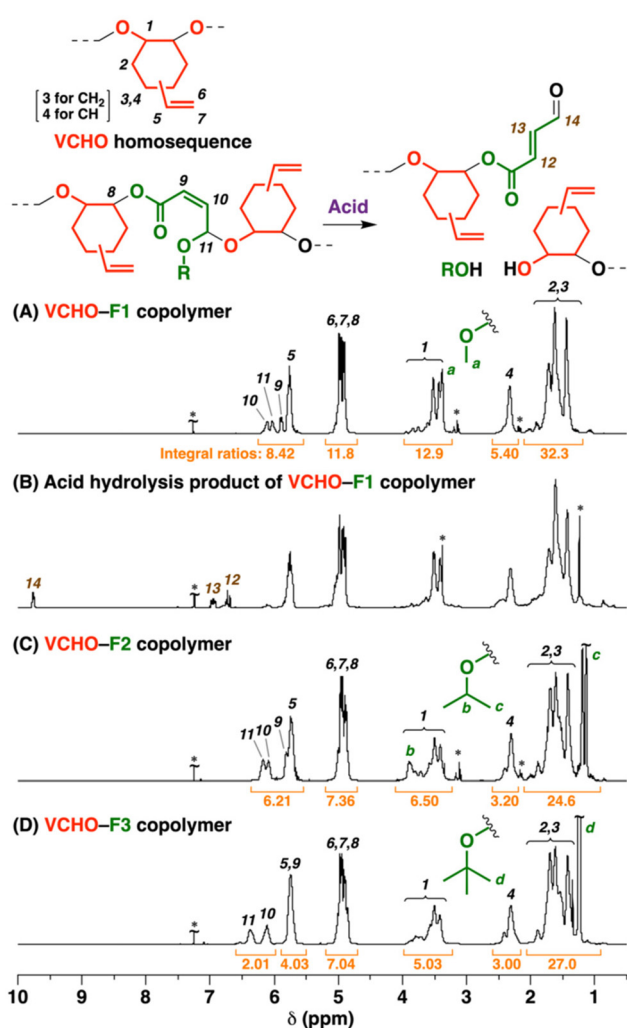 O 1 O
2
[3 for CH₂ 3,4 6
4 for CH] 5 7
VCHO homosequence
O 8 O 9 10 O
O 11 O O
O
R
Acid
O
13 14
O O 12
O
ROH HO O
(A) VCHO–F1 copolymer
10 11 9 5 6,7,8 1 O a a 4 2,3
* * *
Integral ratios: 8.42 11.8 12.9 5.40 32.3
(B) Acid hydrolysis product of VCHO–F1 copolymer
14 * 13 12 * *
(C) VCHO–F2 copolymer
11 10 9 5 6,7,8 b 1 O b c 4 2,3 c
* * *
6.21 7.36 6.50 3.20 24.6
(D) VCHO–F3 copolymer
11 10 5,9 6,7,8 1 O d 4 2,3 d
*
2.01 4.03 7.04 5.03 3.00 27.0
10 9 8 7 6 5 4 3 2 1
δ (ppm)